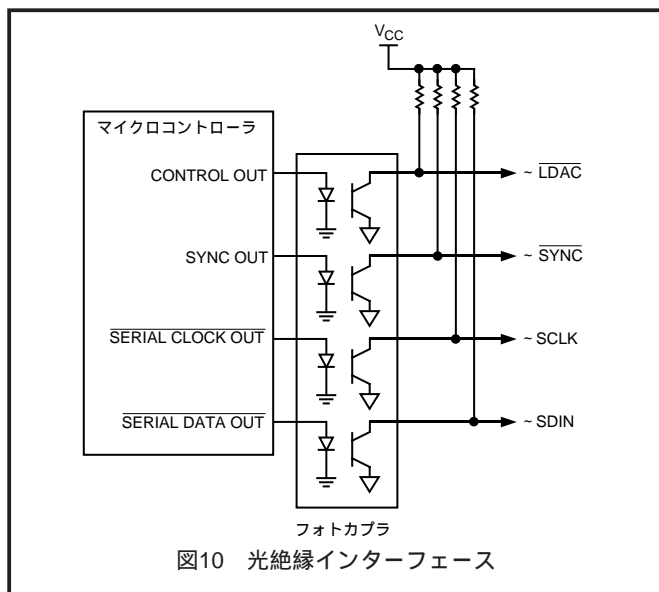 VCC
マイクロコントローラ
CONTROL OUT
~ LDAC
SYNC OUT
~ SYNC
SERIAL CLOCK OUT
~ SCLK
SERIAL DATA OUT
~ SDIN
フォトカプラ
図10 光絶縁インターフェース